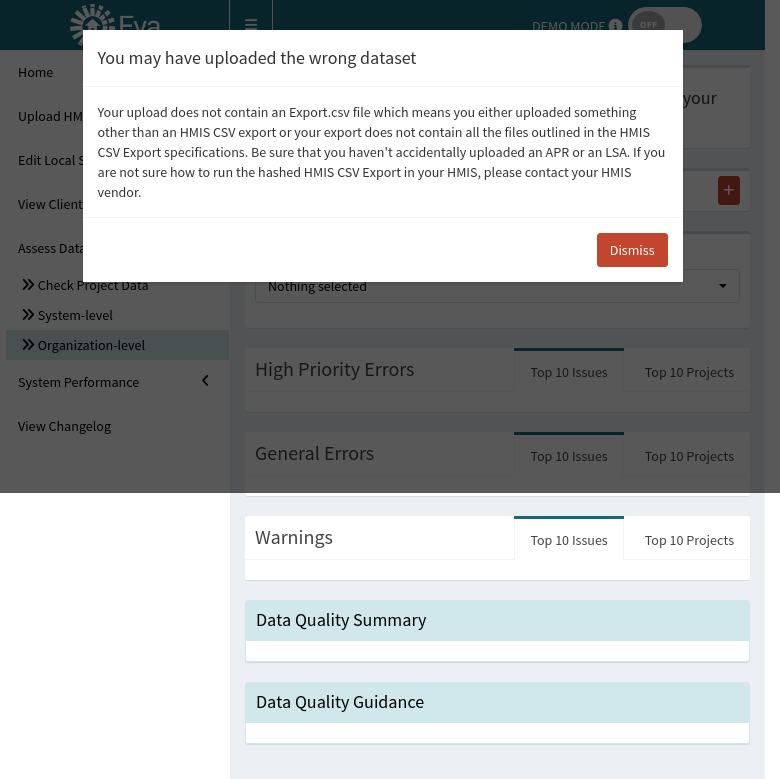 Eva
DEMO MODE
OFF
You may have uploaded the wrong dataset
Your upload does not contain an Export.csv file which means you either uploaded something
other than an HMIS CSV export or your export does not contain all the files outlined in the HMIS
CSV Export specifications. Be sure that you haven't accidentally uploaded an APR or an LSA. If you
are not sure how to run the hashed HMIS CSV Export in your HMIS, please contact your HMIS
vendor.
Dismiss
Home
Upload HM
Edit Local S
View Client
Assess Data
Check Project Data
System-level
Organization-level
System Performance
View Changelog
your
+
Nothing selected
High Priority Errors
Top 10 Issues
Top 10 Projects
General Errors
Top 10 Issues
Top 10 Projects
Warnings
Top 10 Issues
Top 10 Projects
Data Quality Summary
Data Quality Guidance